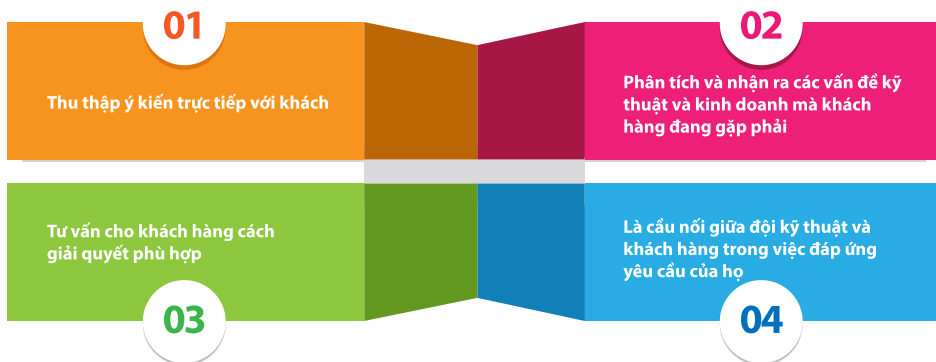 01
Thu thập ý kiến trực tiếp với khách
02
Phân tích và nhận ra các vấn đề kỹ
thuật và kinh doanh mà khách
hàng đang gặp phải
Tư vấn cho khách hàng cách
giải quyết phù hợp
03
Là cầu nối giữa đội kỹ thuật và
khách hàng trong việc đáp ứng
yêu cầu của họ
04